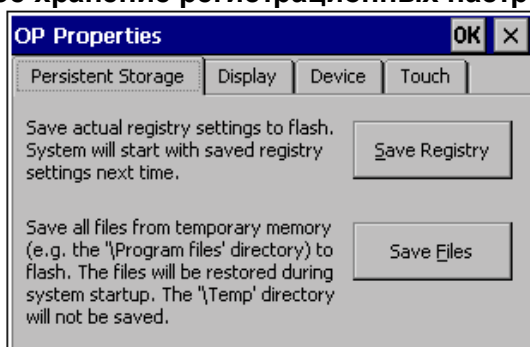 хранение регистрационных
OP Properties OK ×
Persistent Storage Display Device Touch
Save actual registry settings to flash.
System will start with saved registry
settings next time.
Save Registry
Save all files from temporary memory
(e.g. the '\Program files' directory) to
flash. The files will be restored during
system startup. The '\Temp' directory
will not be saved.
Save Files